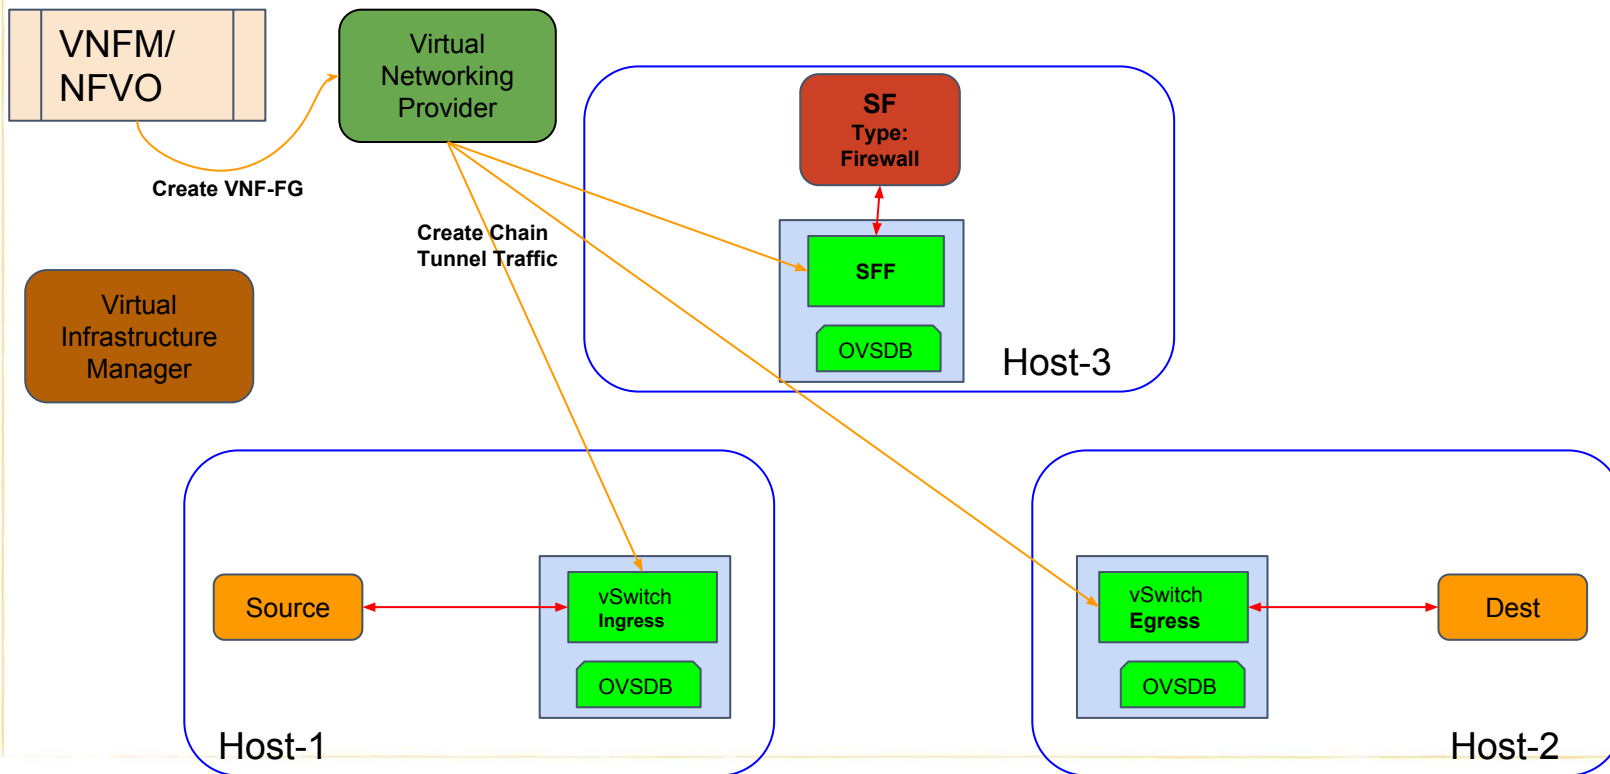 VNFM/
NFVO
Virtual
Networking
Provider
Create VNF-FG
SF
Type:
Firewall
Create Chain
Tunnel Traffic
SFF
OVSDB
Host-3
Virtual
Infrastructure
Manager
Source
vSwitch
Ingress
OVSDB
Host-1
vSwitch
Egress
OVSDB
Dest
Host-2